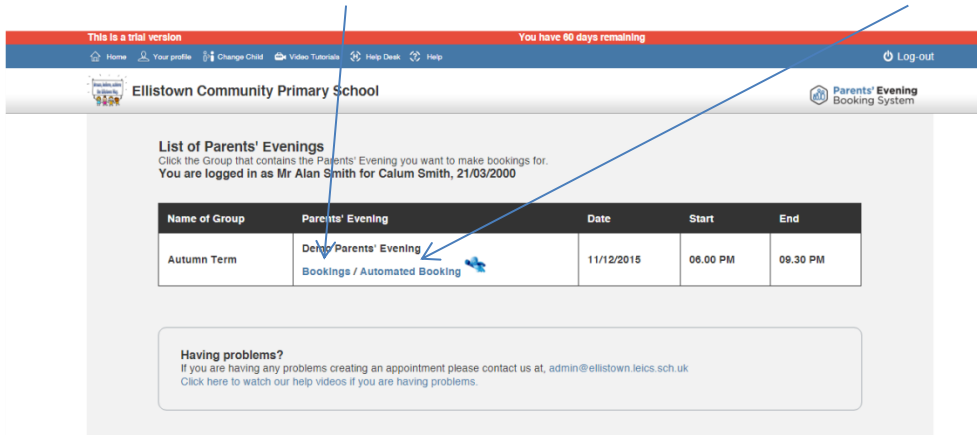 This is a trial version You have 60 days remaining
Home Your profile Change Child Video Tutorials Help Desk Help Log-out
Ellistown Community Primary School
Parents' Evening
Booking System
List of Parents' Evenings
Click the Group that contains the Parents' Evening you want to make bookings for.
You are logged in as Mr Alan Smith for Calum Smith, 21/03/2000
Name of Group Parents' Evening Date Start End
Autumn Term Demo Parents' Evening 11/12/2015 06.00 PM 09.30 PM
Bookings / Automated Booking
Having problems?
If you are having any problems creating an appointment please contact us at, admin@ellistown.leics.sch.uk
Click here to watch our help videos if you are having problems.